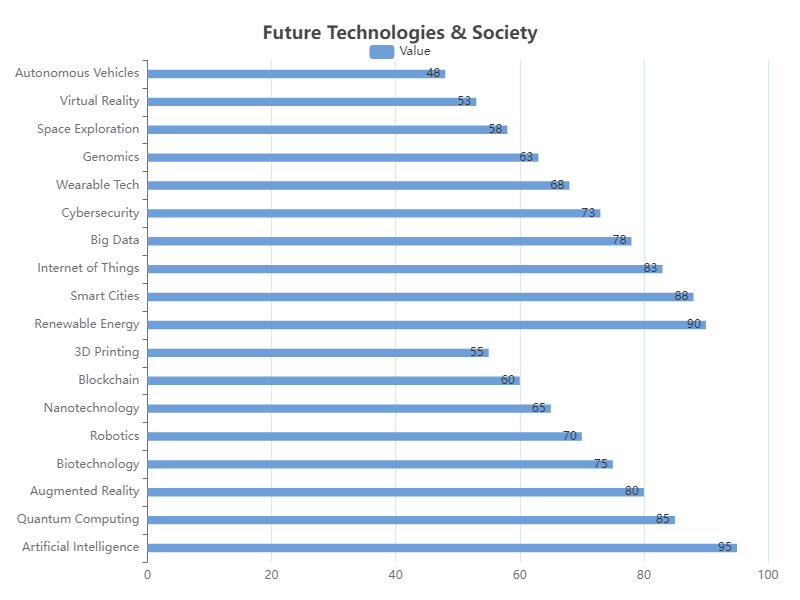 Future Technologies & Society
Value
Autonomous Vehicles 48
Virtual Reality 53
Space Exploration 58
Genomics 63
Wearable Tech 68
Cybersecurity 73
Big Data 78
Internet of Things 83
Smart Cities 88
Renewable Energy 90
3D Printing 55
Blockchain 60
Nanotechnology 65
Robotics 70
Biotechnology 75
Augmented Reality 80
Quantum Computing 85
Artificial Intelligence 95
0 20 40 60 80 100